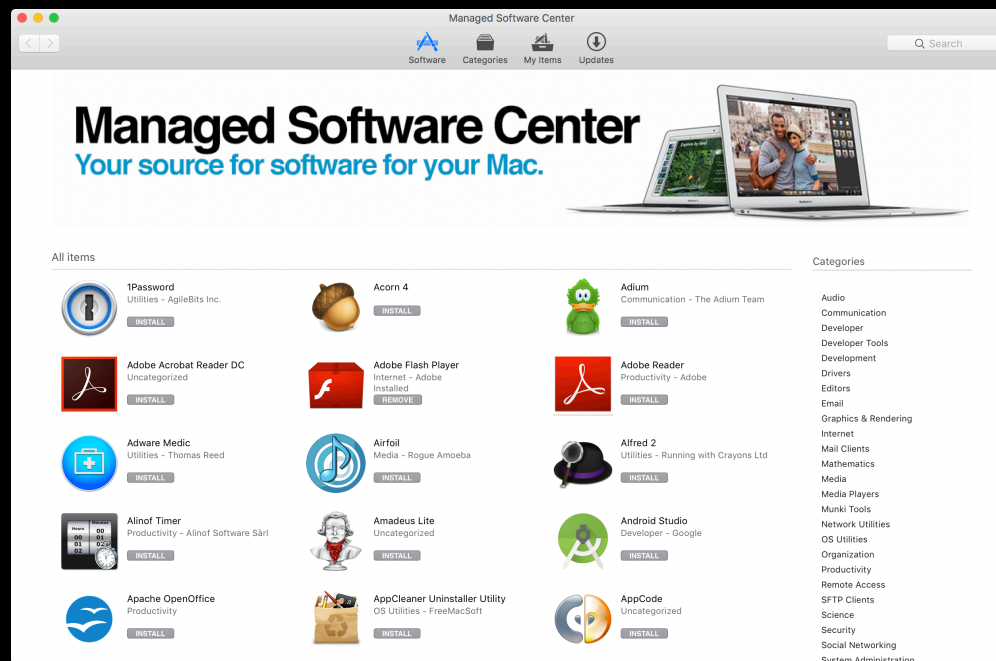 Managed Software Center
Software
Categories
My Items
Updates
Search
Managed Software Center
Your source for software for your Mac.
All items
1Password
Utilities - AgileBits Inc.
INSTALL
Acorn 4
INSTALL
Adium
Communication - The Adium Team
INSTALL
Adobe Acrobat Reader DC
Uncategorized
INSTALL
Adobe Flash Player
Internet - Adobe
Installed
REMOVE
Adobe Reader
Productivity - Adobe
INSTALL
Adware Medic
Utilities - Thomas Reed
INSTALL
Airfoil
Media - Rogue Amoeba
INSTALL
Alfred 2
Utilities - Running with Crayons Ltd
INSTALL
Alinof Timer
Productivity - Alinof Software Sàrl
INSTALL
Amadeus Lite
Uncategorized
INSTALL
Android Studio
Developer - Google
INSTALL
Apache OpenOffice
Productivity
INSTALL
AppCleaner Uninstaller Utility
OS Utilities - FreeMacSoft
INSTALL
AppCode
Uncategorized
INSTALL
Categories
Audio
Communication
Developer
Developer Tools
Development
Drivers
Editors
Email
Graphics & Rendering
Internet
Mail Clients
Mathematics
Media
Media Players
Munki Tools
Network Utilities
OS Utilities
Organization
Productivity
Remote Access
SFTP Clients
Science
Security
Social Networking
System Administration